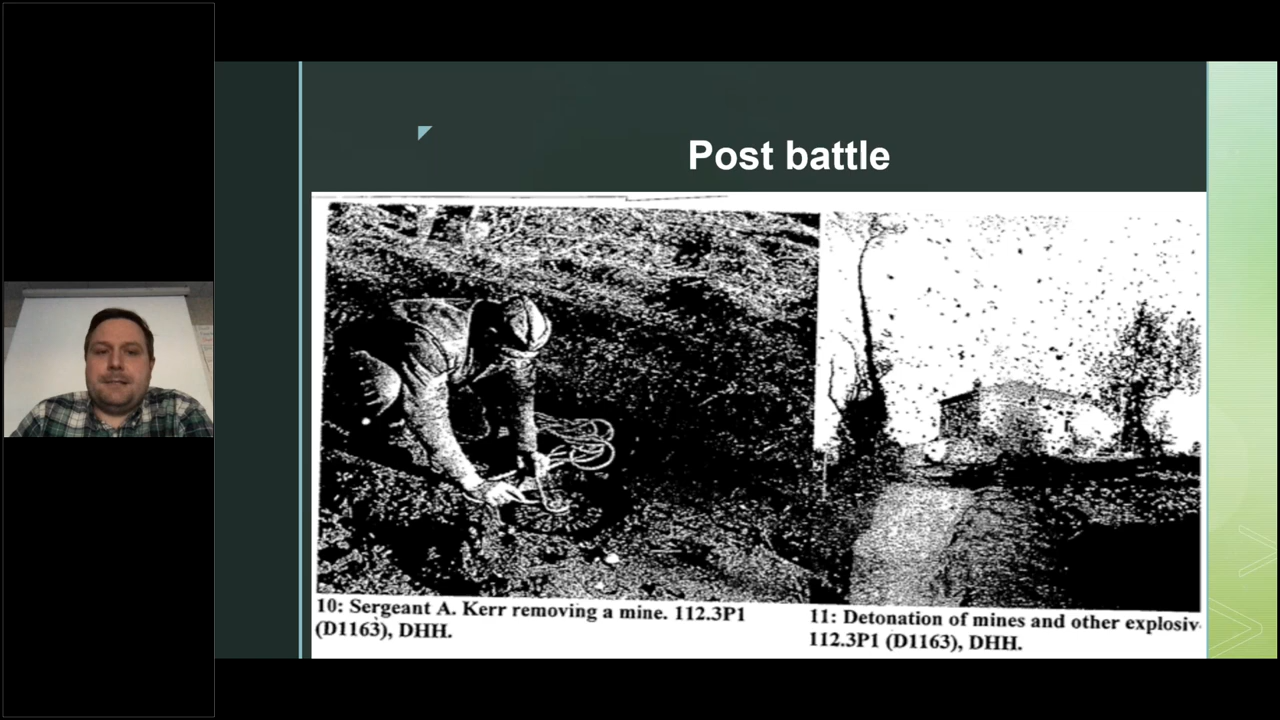 Post battle
10: Sergeant A. Kerr removing a mine. 112.3P1
(D1163), DHH.
11: Detonation of mines and other explosiv
112.3P1 (D1163), DHH.